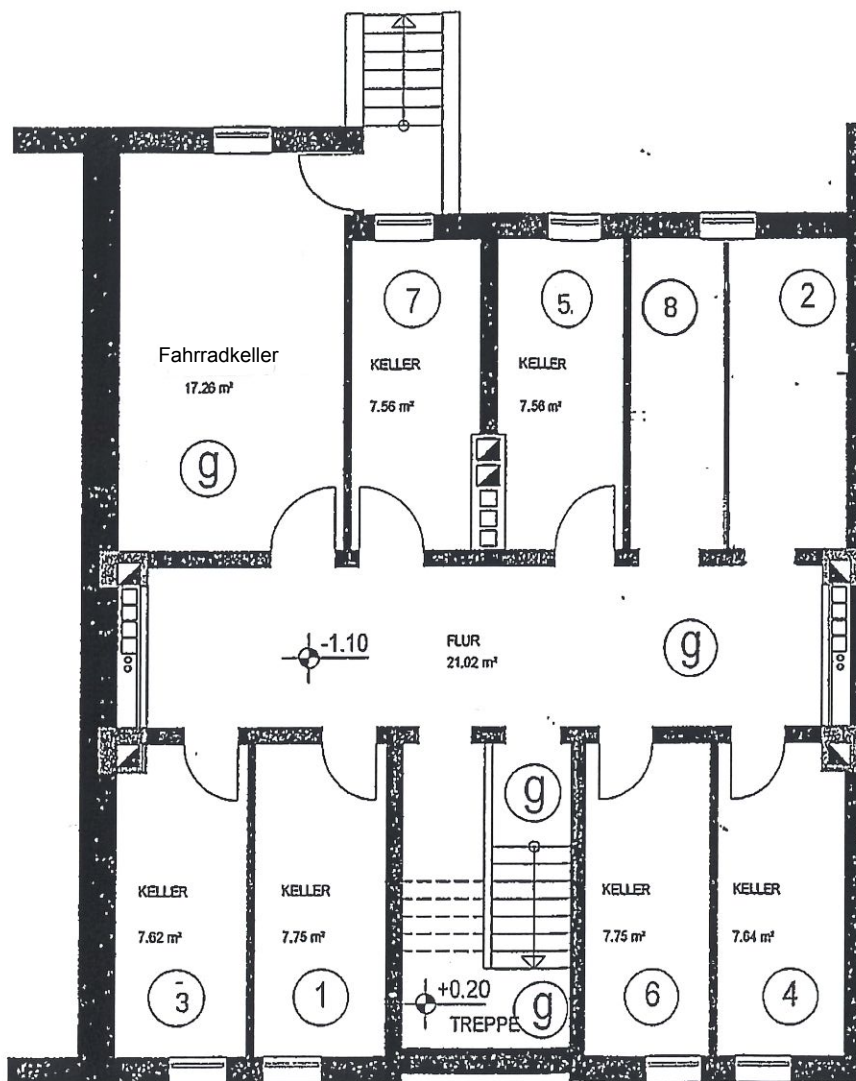 7
5.
8
2
Fahrradkeller
17.26 m²
KELLER
7.56 m²
KELLER
7.56 m²
g
-1.10
FLUR
21,02 m²
g
g
KELLER
7.62 m²
KELLER
7.75 m²
KELLER
7.75 m²
KELLER
7.64 m²
3
1
+0.20
TREPPE
g
6
4